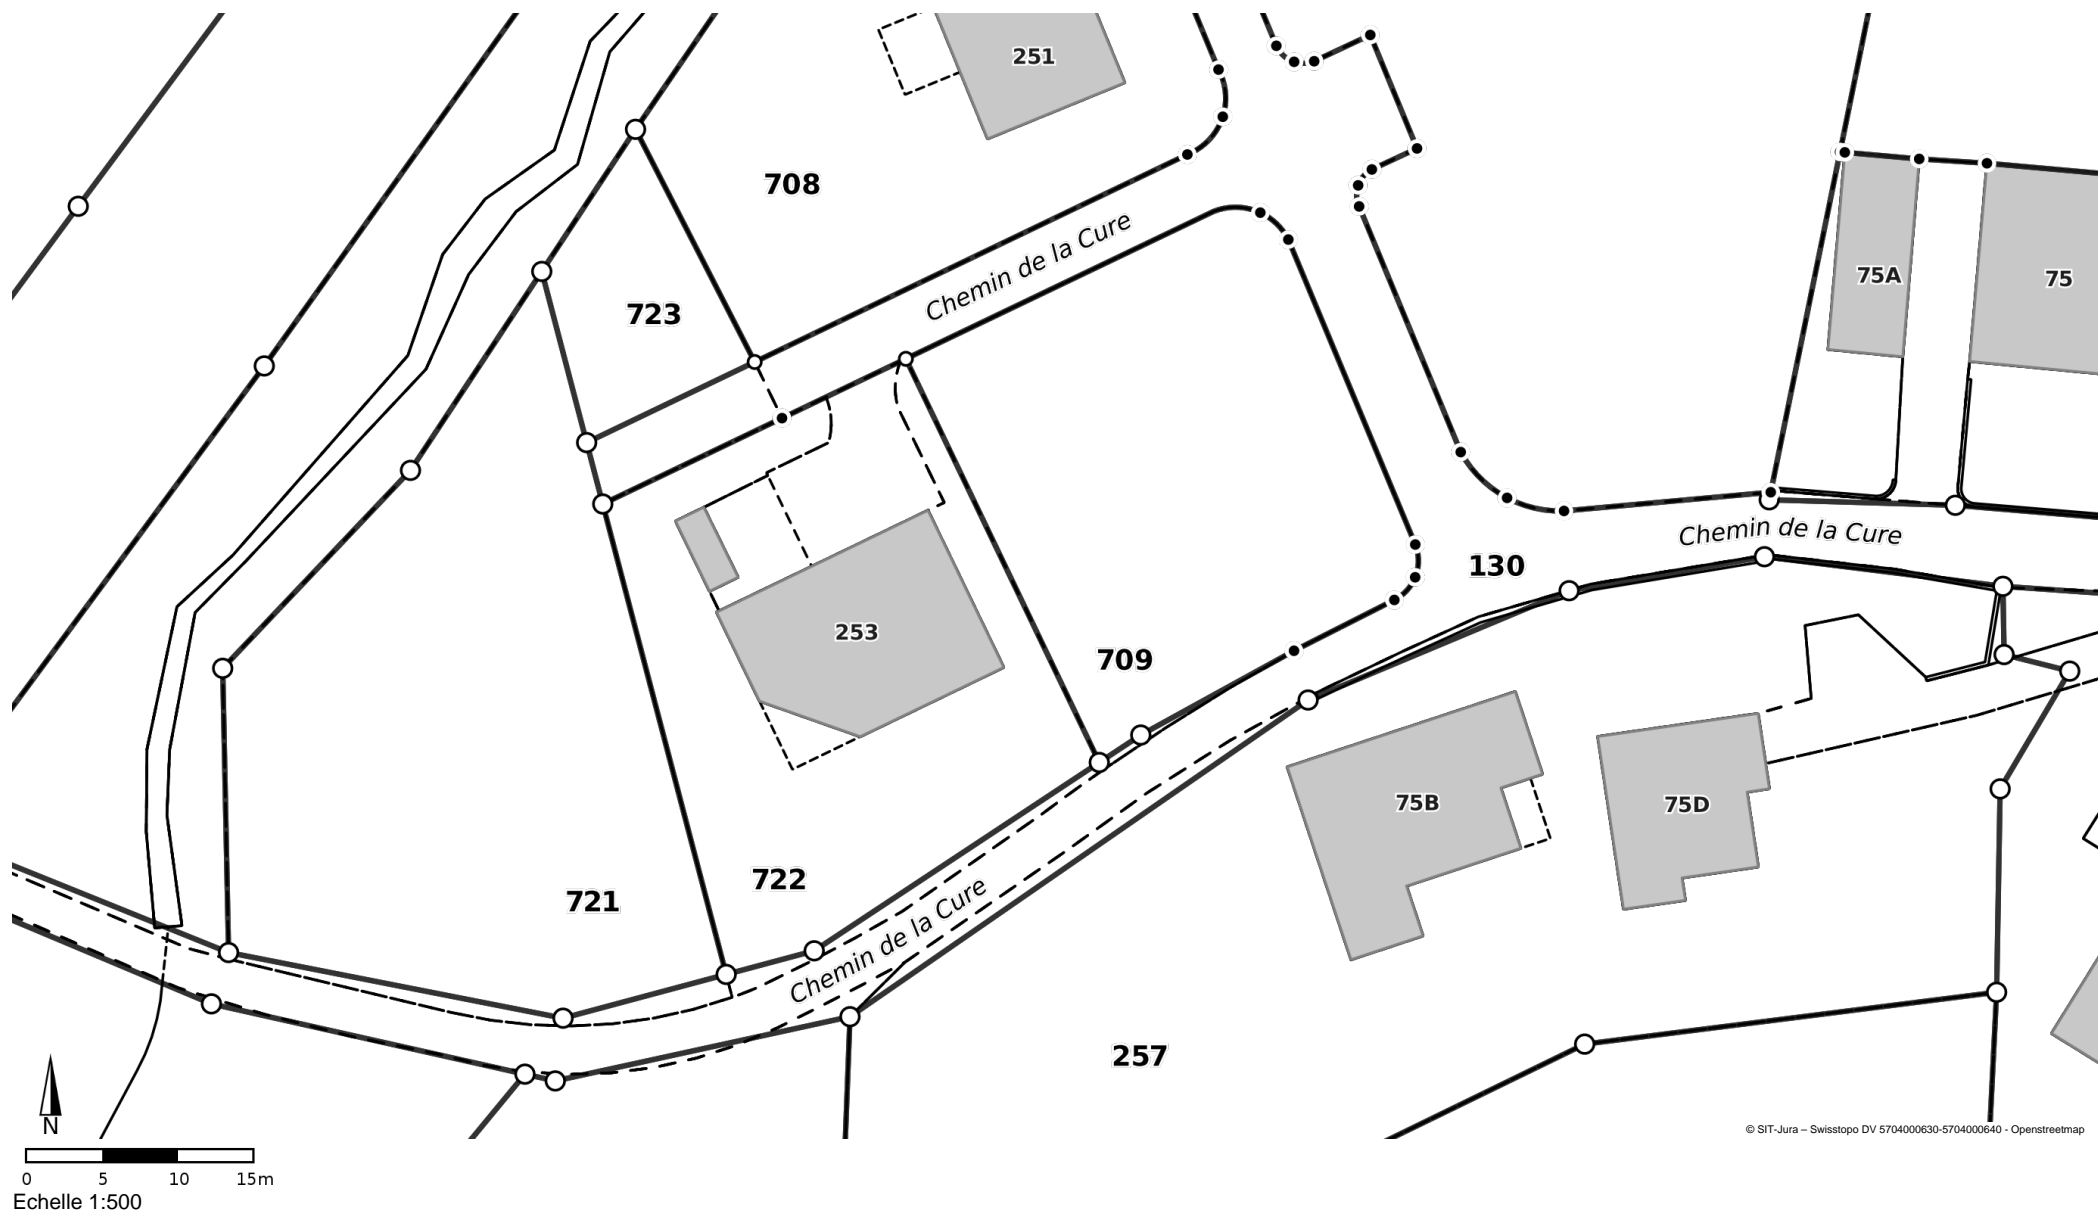 251
708
Chemin de la Cure
723
75A
75
Chemin de la Cure
130
253
709
75B
75D
722
721
Chemin de la Cure
257
N
© SIT-Jura – Swisstopo DV 5704000630-5704000640 - Openstreetmap
0 5 10 15m
Echelle 1:500